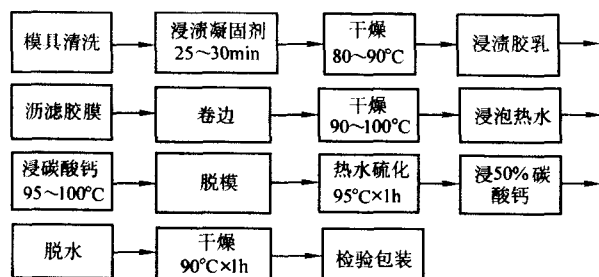 模具清洗
浸渍凝固剂
25～30min
干燥
80～90℃
浸渍胶乳
沥滤胶膜
卷边
干燥
90～100℃
浸泡热水
浸碳酸钙
95～100℃
脱模
热水硫化
95℃×1h
浸50%碳
酸钙
脱水
干燥
90℃×1h
检验包装